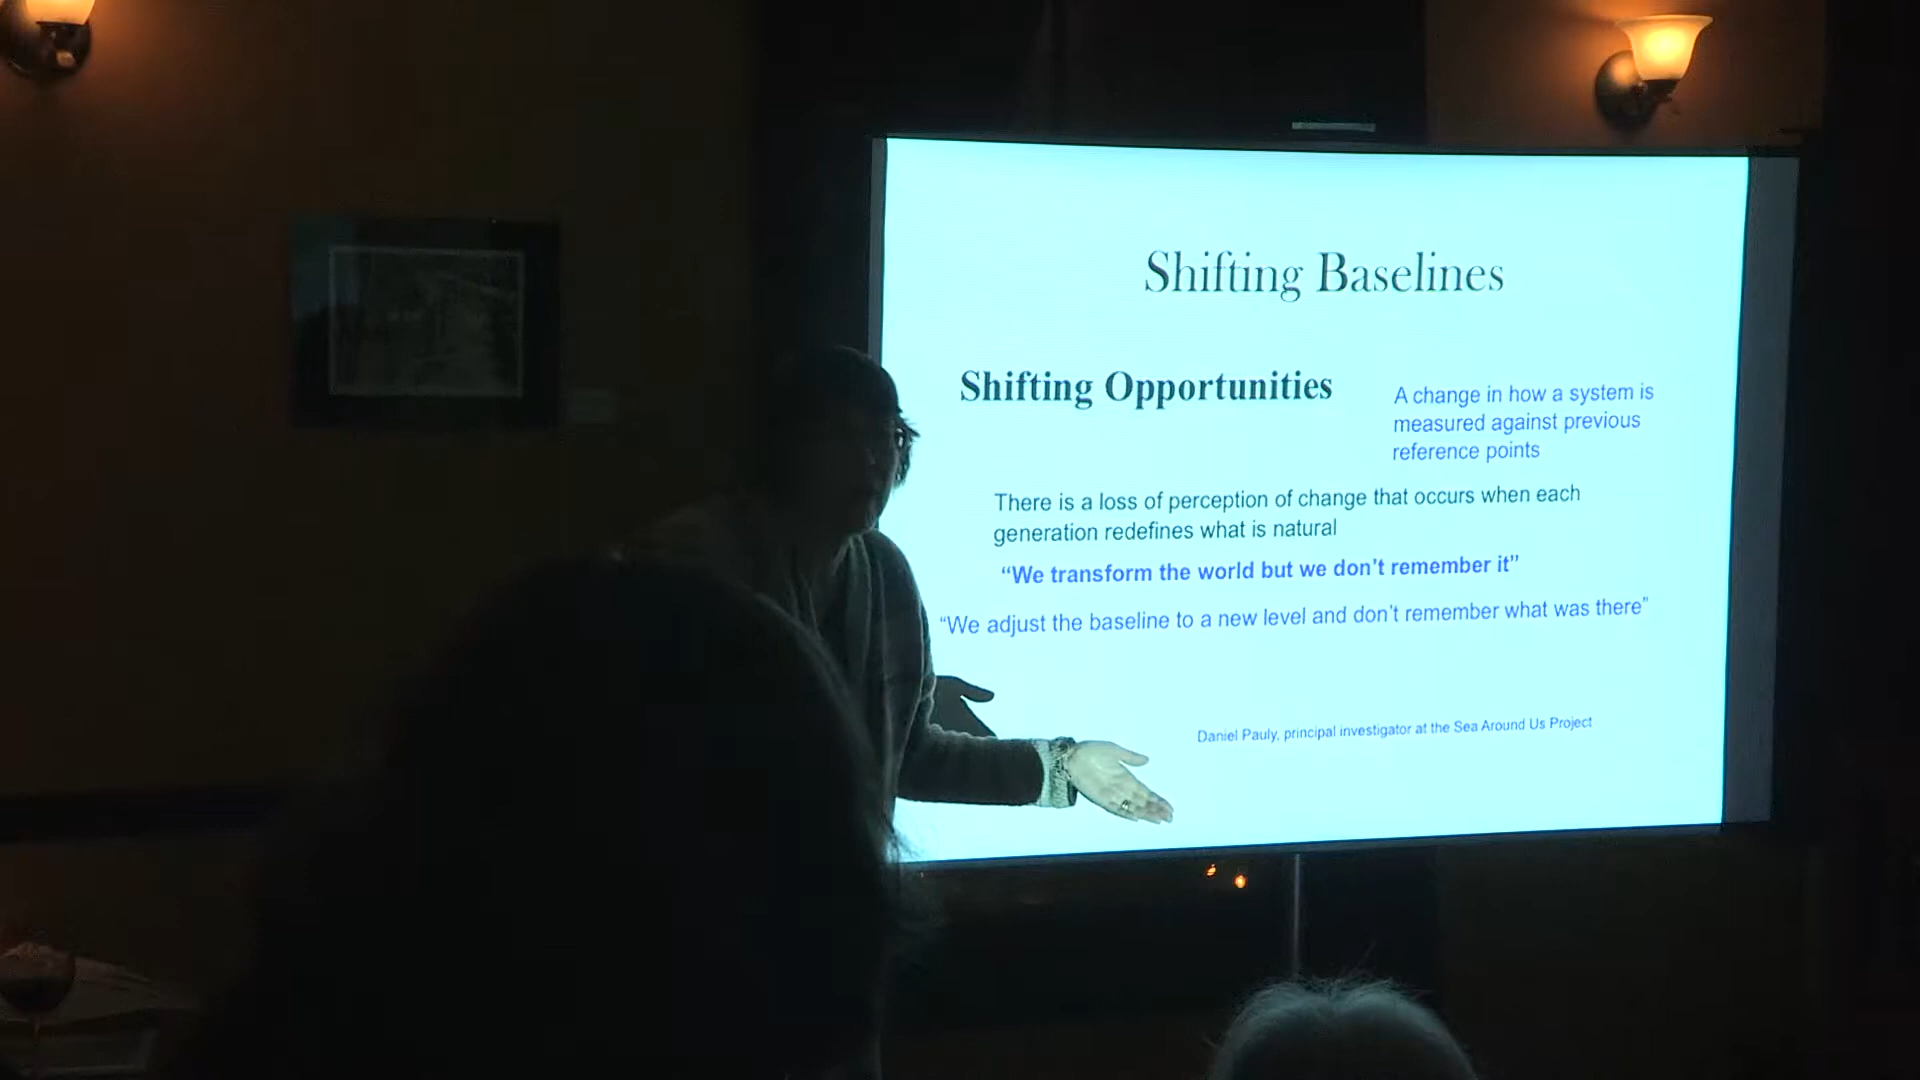 Shifting Baselines
Shifting Opportunities
A change in how a system is
measured against previous
reference points
There is a loss of perception of change that occurs when each
generation redefines what is natural
“We transform the world but we don’t remember it”
“We adjust the baseline to a new level and don’t remember what was there”
Daniel Pauly, principal investigator at the Sea Around Us Project